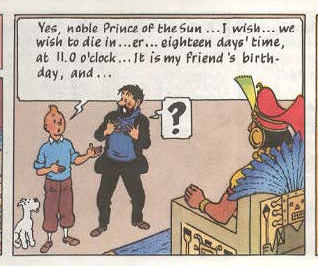 Yes, noble Prince of the Sun ... I wish... we
wish to die in...er... eighteen days' time,
at 11.0 o'clock ... It is my friend's birth-
day, and ...
?